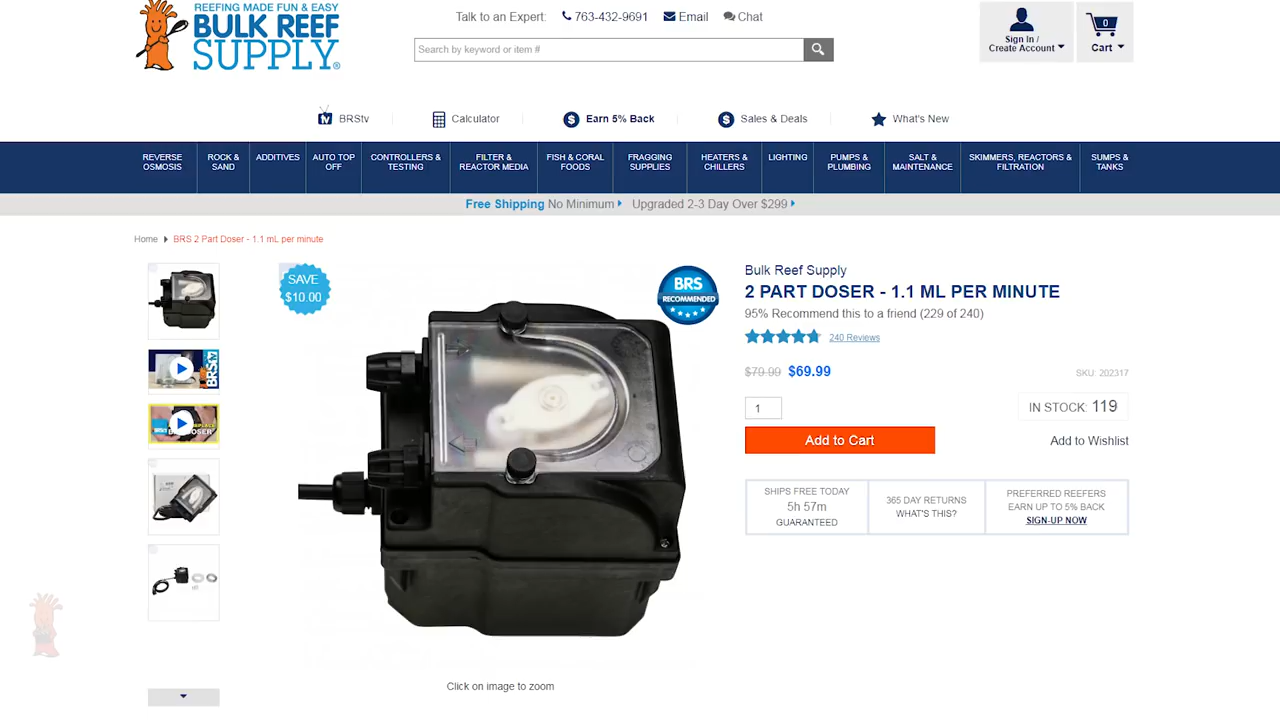 REEFING MADE FUN & EASY
BULK REEF
SUPPLY
Talk to an Expert: 763-432-9691 Email Chat
Search by keyword or item #
Sign In /
Create Account
0
Cart
tv BRStv
Calculator
$ Earn 5% Back
$ Sales & Deals
What's New
REVERSE
OSMOSIS
ROCK &
SAND
ADDITIVES
AUTO TOP
OFF
CONTROLLERS &
TESTING
FILTER &
REACTOR MEDIA
FISH & CORAL
FOODS
FRAGGING
SUPPLIES
HEATERS &
CHILLERS
LIGHTING
PUMPS &
PLUMBING
SALT &
MAINTENANCE
SKIMMERS, REACTORS &
FILTRATION
SUMPS &
TANKS
Free Shipping No Minimum Upgraded 2-3 Day Over $299
Home BRS 2 Part Doser - 1.1 mL per minute
SAVE
$10.00
BRS
RECOMMENDED
Bulk Reef Supply
2 PART DOSER - 1.1 ML PER MINUTE
95% Recommend this to a friend (229 of 240)
240 Reviews
$79.99 $69.99
SKU: 202317
1
IN STOCK: 119
Add to Cart
Add to Wishlist
SHIPS FREE TODAY
5h 57m
GUARANTEED
365 DAY RETURNS
WHAT'S THIS?
PREFERRED REEFERS
EARN UP TO 5% BACK
SIGN-UP NOW
Click on image to zoom